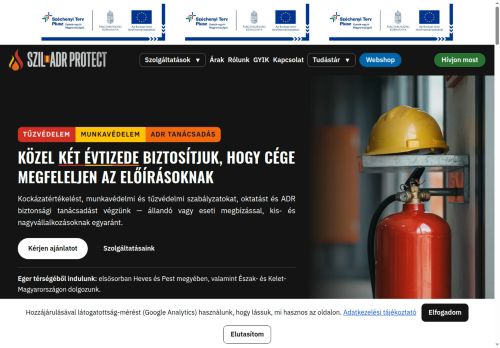 Széchenyi Terv Plusz
Széchenyi Terv Plusz
Széchenyi Terv Plusz
SZIL-ADR PROTECT
Szolgáltatások ▾
Árak
Rólunk
GYIK
Kapcsolat
Tudástár ▾
Webshop
Hívjon most
TŰZVÉDELEM
MUNKAVÉDELEM
ADR TANÁCSADÁS
KÖZEL KÉT ÉVTIZEDE BIZTOSÍTJUK, HOGY CÉGE
MEGFELELJEN AZ ELŐÍRÁSOKNAK
Kockázatértékelést, munkavédelmi és tűzvédelmi szabályzatokat, oktatást és ADR
biztonsági tanácsadást végzünk — állandó vagy eseti megbízással, kis- és
nagyvállalkozásoknak egyaránt.
Kérjen ajánlatot
Szolgáltatásaink
Eger térségéből indulunk: elsősorban Heves és Pest megyében, valamint Észak- és Kelet-
Magyarországon dolgozunk.
Hozzájárulásával látogatottság-mérést (Google Analytics) használunk, hogy lássuk, mi hasznos az oldalon. Adatkezelési tájékoztató
Elfogadom
Elutasítom